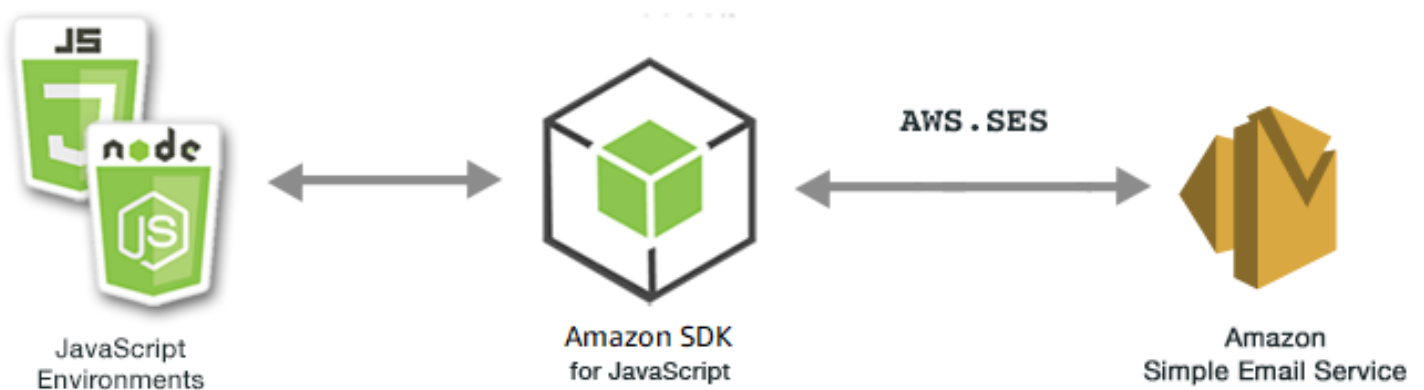 JS
node
JS
JavaScript
Environments
Amazon SDK
for JavaScript
AWS.SES
Amazon
Simple Email Service